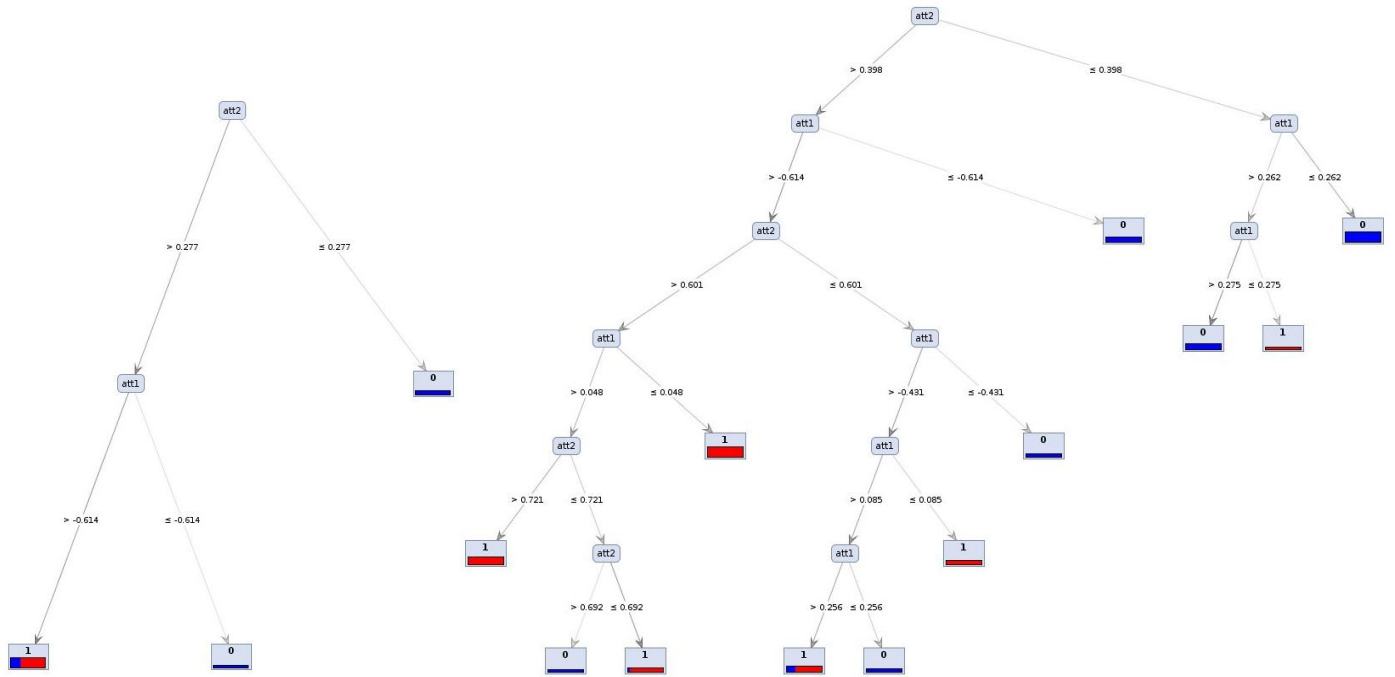 att2
att2
> 0.398 ≤ 0.398
att1 att1
> -0.614 ≤ -0.614 > 0.262 ≤ 0.262
att2 0 att1 0
> 0.277 ≤ 0.277
> 0.601 ≤ 0.601 > 0.275 ≤ 0.275
att1 att1 0 1
att1 0
> 0.048 ≤ 0.048 > -0.431 ≤ -0.431
att2 1 att1 0
> 0.721 ≤ 0.721 > 0.085 ≤ 0.085
> -0.614 ≤ -0.614
1 att2 att1 1
> 0.692 ≤ 0.692 > 0.256 ≤ 0.256
1 0 0 1 1 0